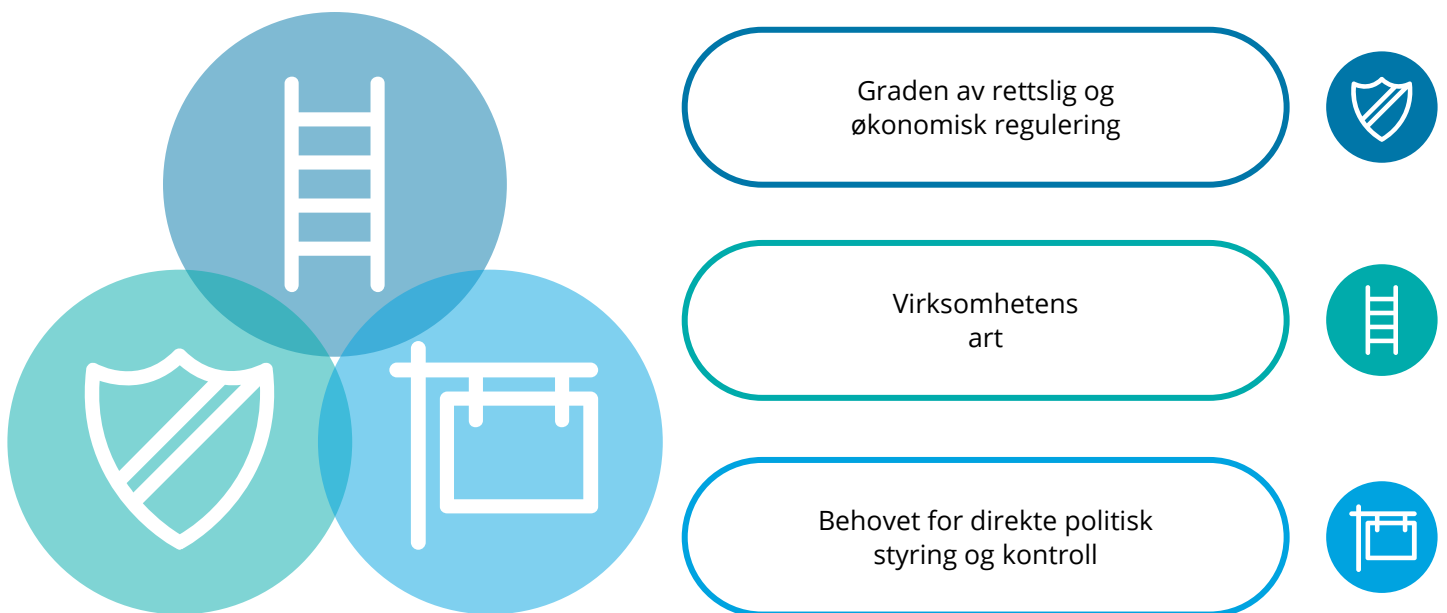 Graden av rettslig og
økonomisk regulering
Virksomhetens
art
Behovet for direkte politisk
styring og kontroll